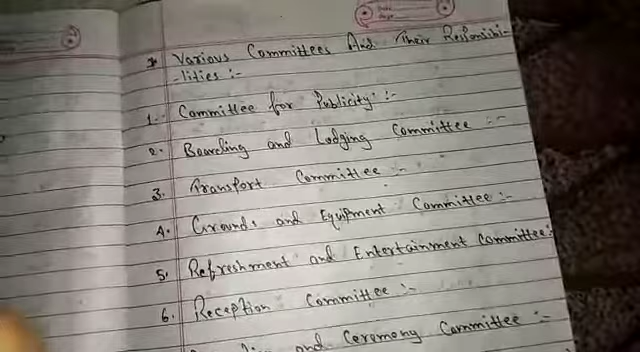 * Various Committees And Their Responsibi-
-lities :-
1. Committee for Publicity :-
2. Boarding and Lodging Committee :-
3. Transport Committee :-
4. Grounds and Equipment Committee :-
5. Refreshment and Entertainment Committee :-
6. Reception Committee :-
and Ceremony Committee :-